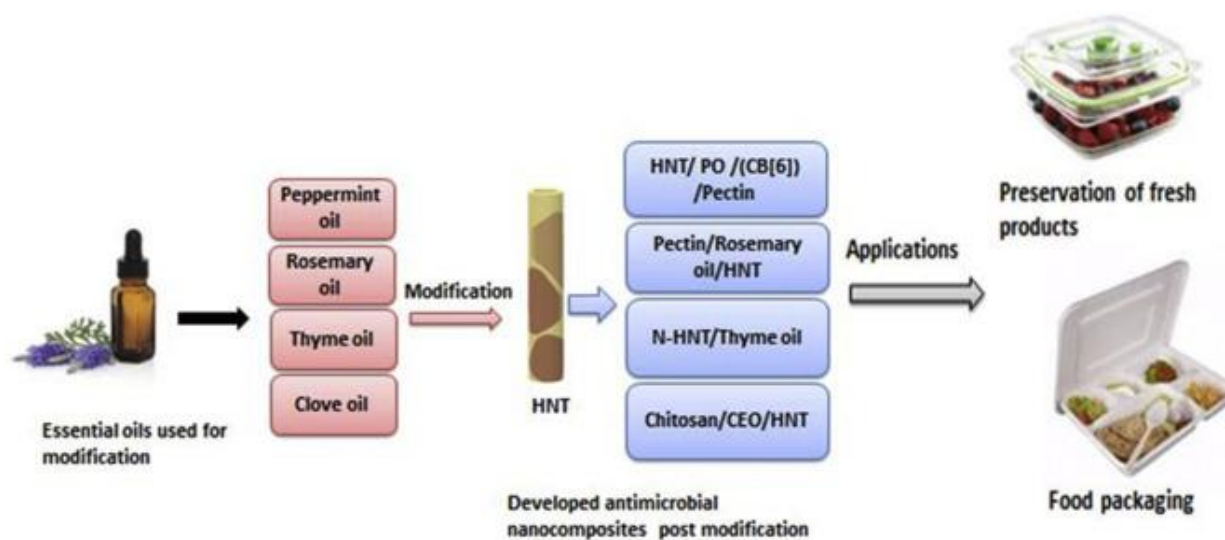 Essential oils used for
modification
Peppermint
oil
Rosemary
oil
Thyme oil
Clove oil
Modification
HNT
HNT/ PO /(CB[6])
/Pectin
Pectin/Rosemary
oil/HNT
N-HNT/Thyme oil
Chitosan/CEO/HNT
Developed antimicrobial
nanocomposites post modification
Applications
Preservation of fresh
products
Food packaging